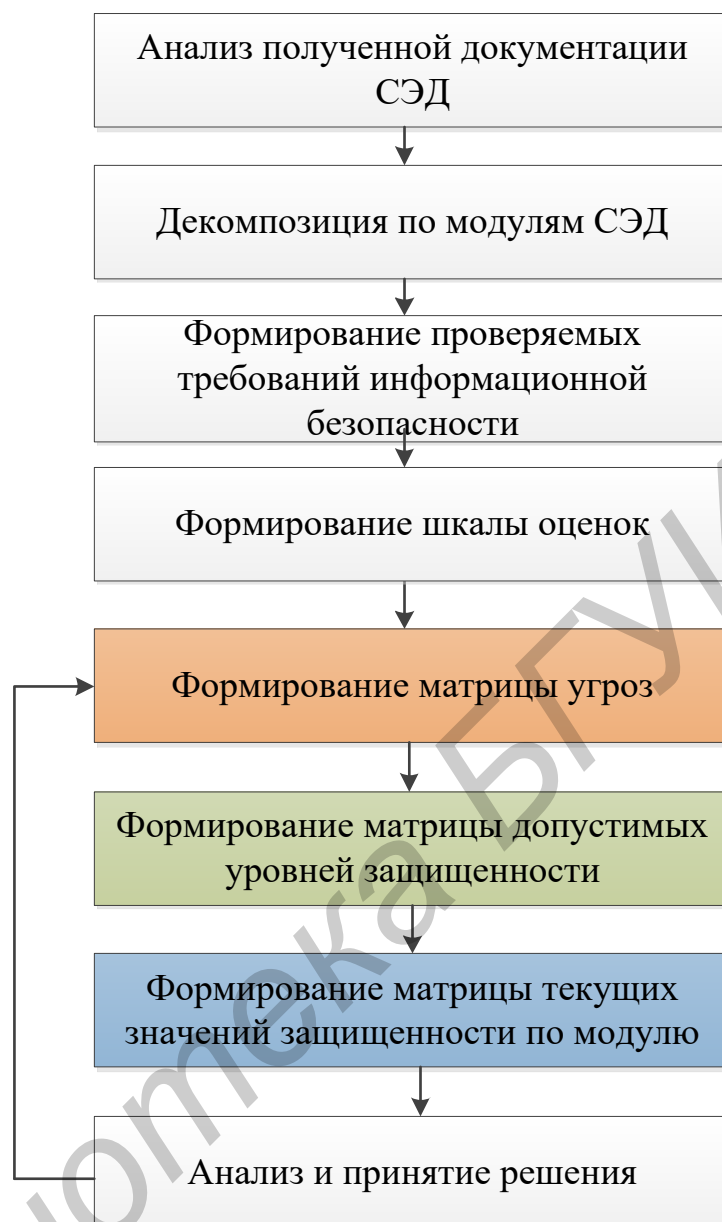 Анализ полученной документации
СЭД
Декомпозиция по модулям СЭД
Формирование проверяемых
требований информационной
безопасности
Формирование шкалы оценок
Формирование матрицы угроз
Формирование матрицы допустимых
уровней защищенности
Формирование матрицы текущих
значений защищенности по модулю
Анализ и принятие решения